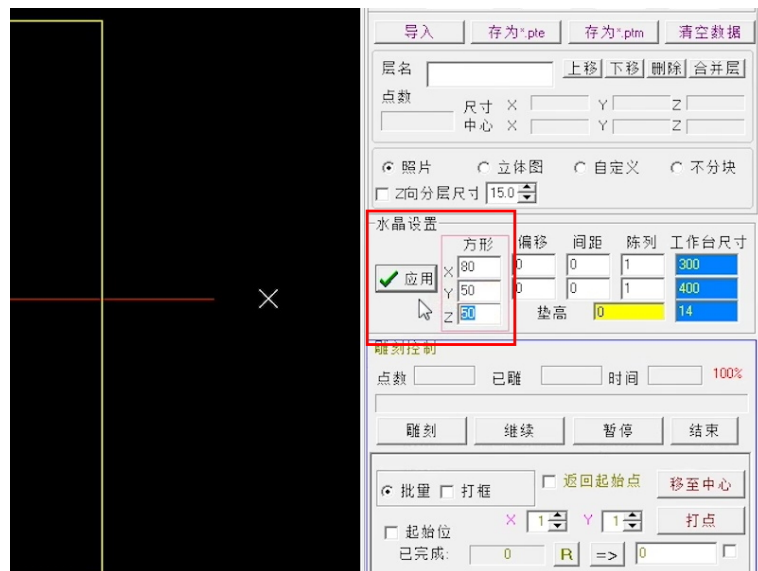 导入 存为*.pte 存为*.ptm 清空数据
层名 上移 下移 删除 合并层
点数
尺寸 X Y Z
中心 X Y Z
照片 立体图 自定义 不分块
Z向分层尺寸 15.0
水晶设置
方形 偏移 间距 陈列 工作台尺寸
应用 X 80 0 0 1 300
Y 50 0 0 1 400
Z 50 垫高 0 14
雕刻控制
点数 已雕 时间 100%
雕刻 继续 暂停 结束
批量 打框 返回起始点 移至中心
起始位 X 1 Y 1 打点
已完成: 0 R => 0